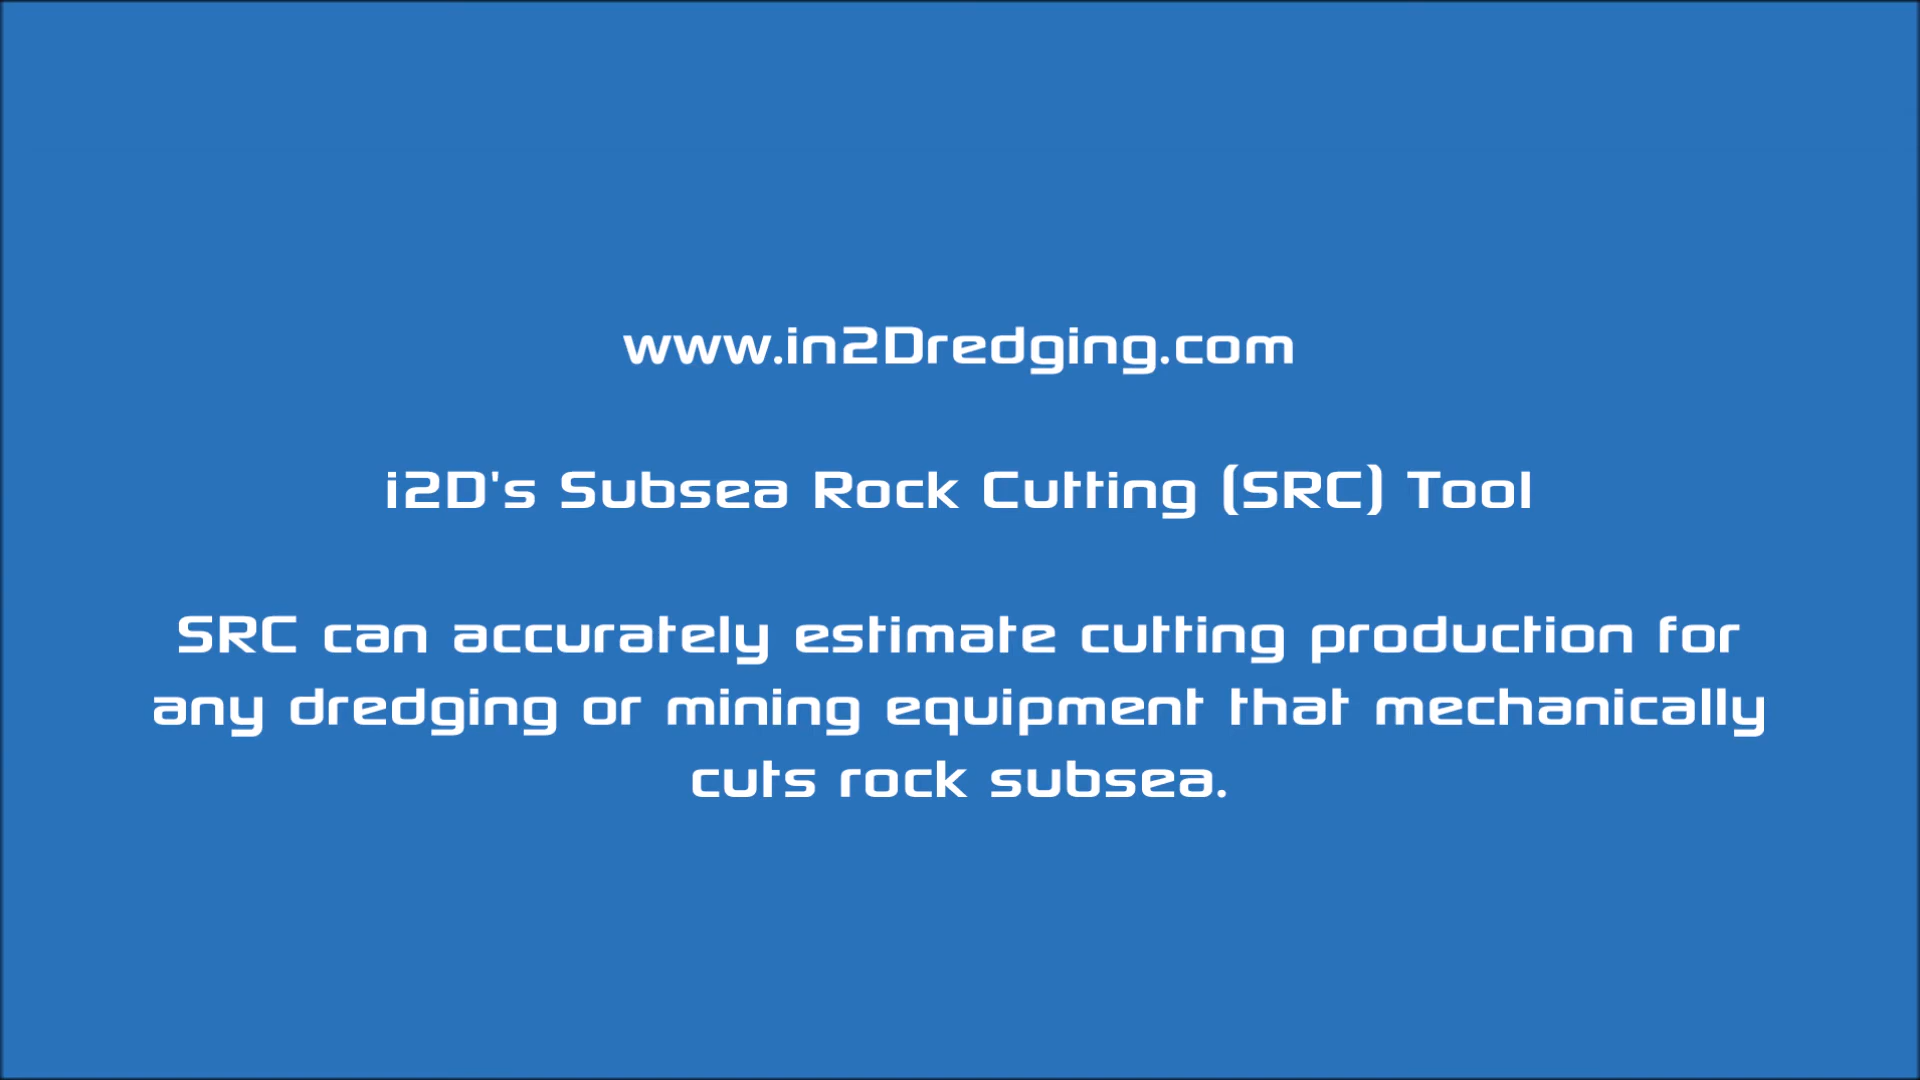 www.in2Dredging.com
i2D's Subsea Rock Cutting (SRC) Tool
SRC can accurately estimate cutting production for
any dredging or mining equipment that mechanically
cuts rock subsea.